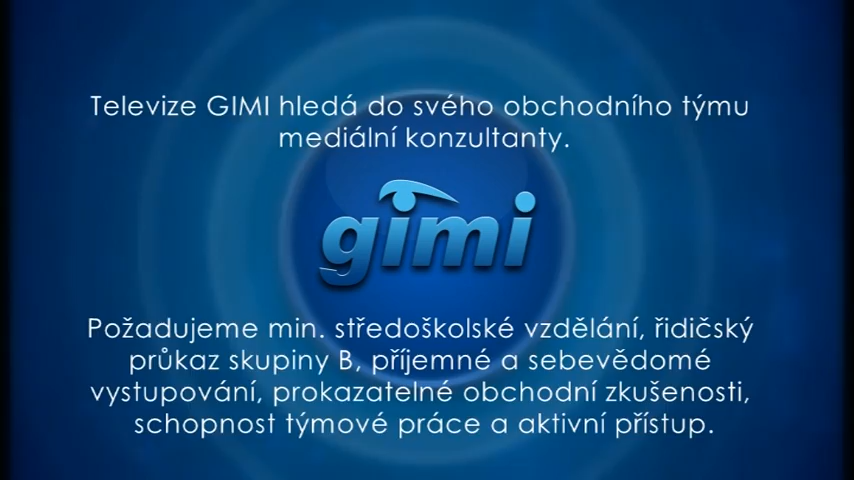 Televize GIMI hledá do svého obchodního týmu
mediální konzultanty.
gimi
Požadujeme min. středoškolské vzdělání, řidičský
průkaz skupiny B, příjemné a sebevědomé
vystupování, prokazatelné obchodní zkušenosti,
schopnost týmové práce a aktivní přístup.